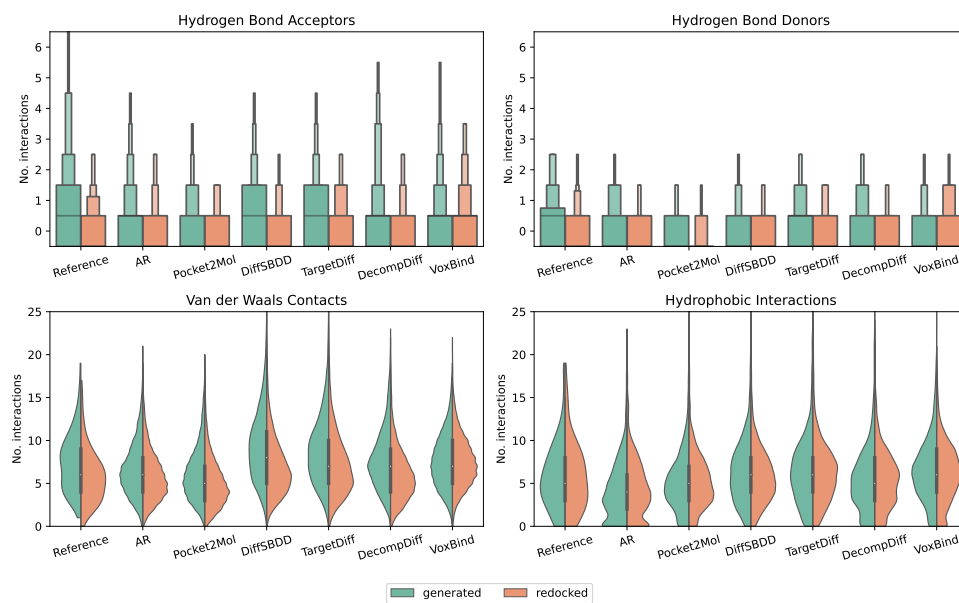 Hydrogen Bond Acceptors
No. interactions
6
5
4
3
2
1
0
Reference AR Pocket2Mol DiffSBDD TargetDiff DecompDiff VoxBind
Hydrogen Bond Donors
No. interactions
6
5
4
3
2
1
0
Reference AR Pocket2Mol DiffSBDD TargetDiff DecompDiff VoxBind
Van der Waals Contacts
No. interactions
25
20
15
10
5
0
Reference AR Pocket2Mol DiffSBDD TargetDiff DecompDiff VoxBind
Hydrophobic Interactions
No. interactions
25
20
15
10
5
0
Reference AR Pocket2Mol DiffSBDD TargetDiff DecompDiff VoxBind
generated redocked